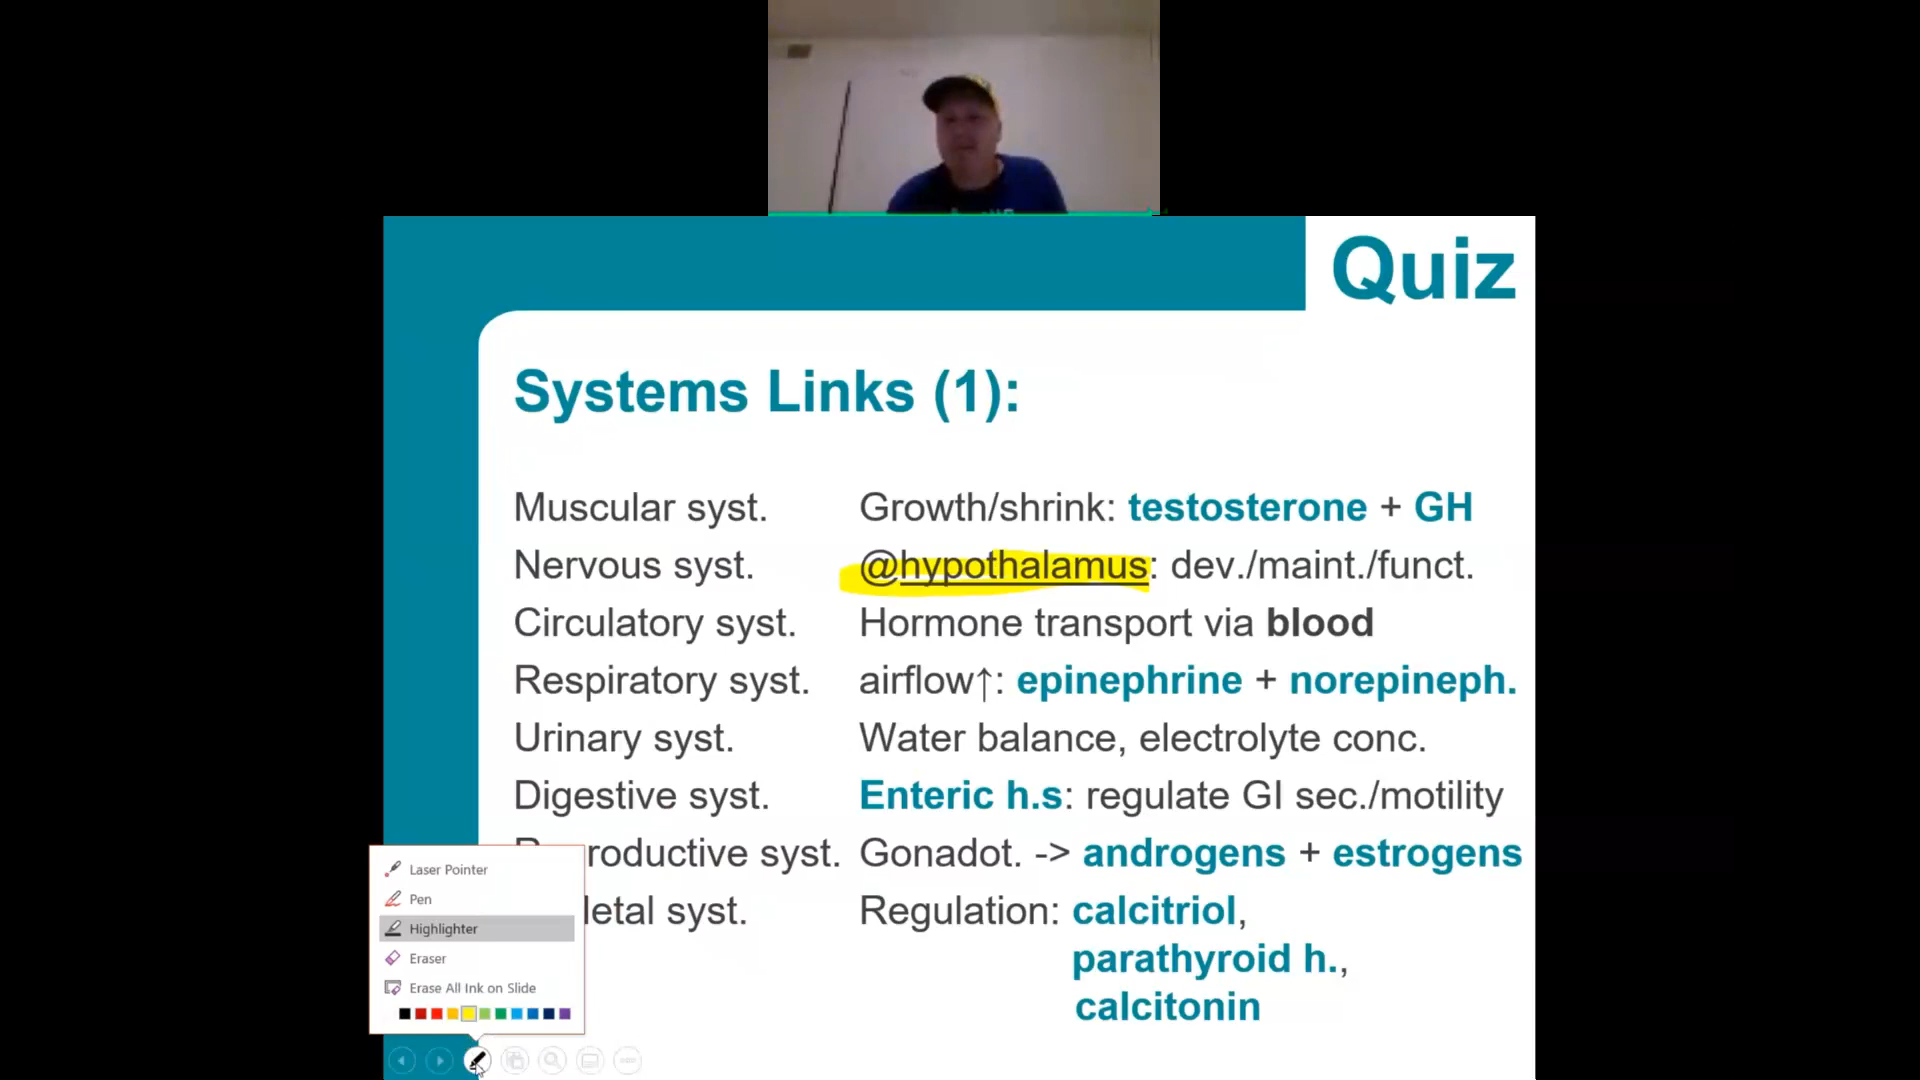 Quiz
Systems Links (1):
Muscular syst. Growth/shrink: testosterone + GH
Nervous syst. @hypothalamus: dev./maint./funct.
Circulatory syst. Hormone transport via blood
Respiratory syst. airflow↑: epinephrine + norepineph.
Urinary syst. Water balance, electrolyte conc.
Digestive syst. Enteric h.s: regulate GI sec./motility
roductive syst. Gonadot. -> androgens + estrogens
letal syst. Regulation: calcitriol,
parathyroid h.,
calcitonin
Laser Pointer
Pen
Highlighter
Eraser
Erase All Ink on Slide